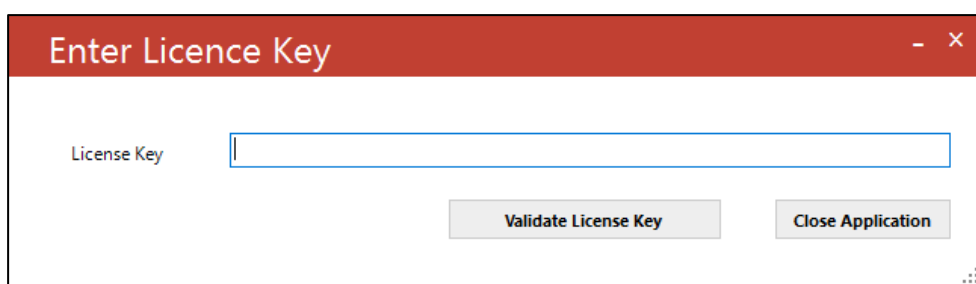 Enter Licence Key
License Key
Validate License Key Close Application